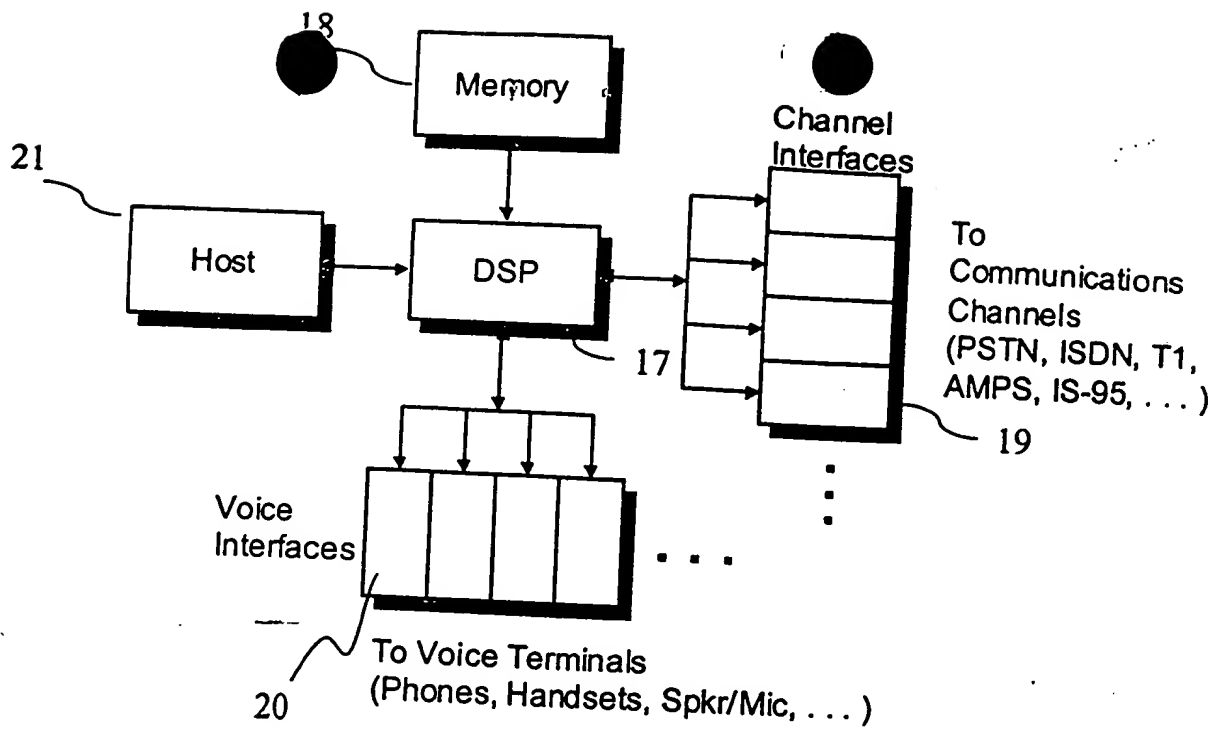 18
Memory
Channel
Interfaces
21
Host
DSP
17
To
Communications
Channels
(PSTN, ISDN, T1,
AMPS, IS-95, . . . )
19
Voice
Interfaces
20
To Voice Terminals
(Phones, Handsets, Spkr/Mic, . . . )